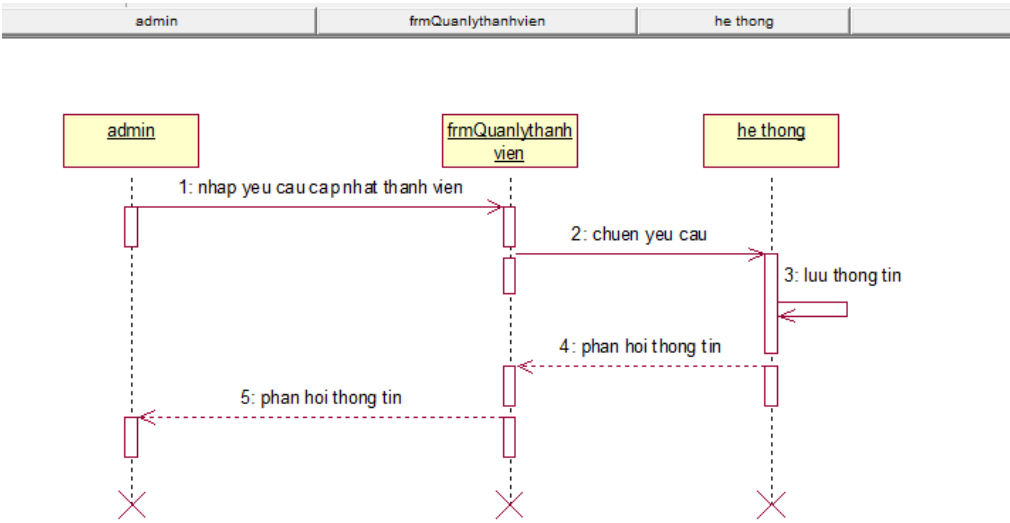 admin
frmQuanlythanhvien
he thong
admin
frmQuanlythanh
vien
he thong
1: nhap yeu cau cap nhat thanh vien
2: chuen yeu cau
3: luu thong tin
4: phan hoi thong tin
5: phan hoi thong tin